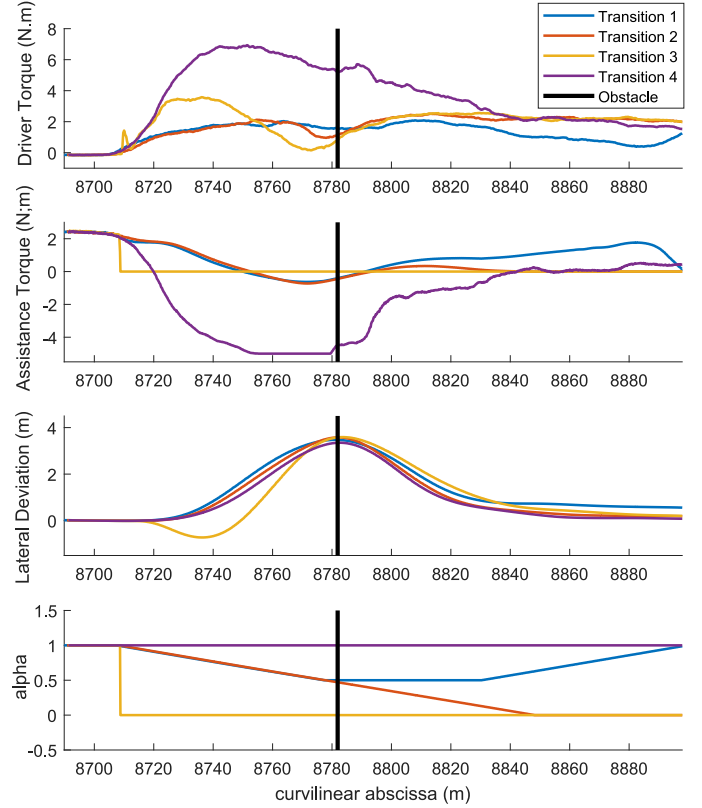 Driver Torque (N.m)
8
6
4
2
0
8700 8720 8740 8760 8780 8800 8820 8840 8860 8880
Transition 1
Transition 2
Transition 3
Transition 4
Obstacle
Assistance Torque (N;m)
2
0
-2
-4
8700 8720 8740 8760 8780 8800 8820 8840 8860 8880
Lateral Deviation (m)
4
2
0
8700 8720 8740 8760 8780 8800 8820 8840 8860 8880
alpha
1.5
1
0.5
0
-0.5
8700 8720 8740 8760 8780 8800 8820 8840 8860 8880
curvilinear abscissa (m)